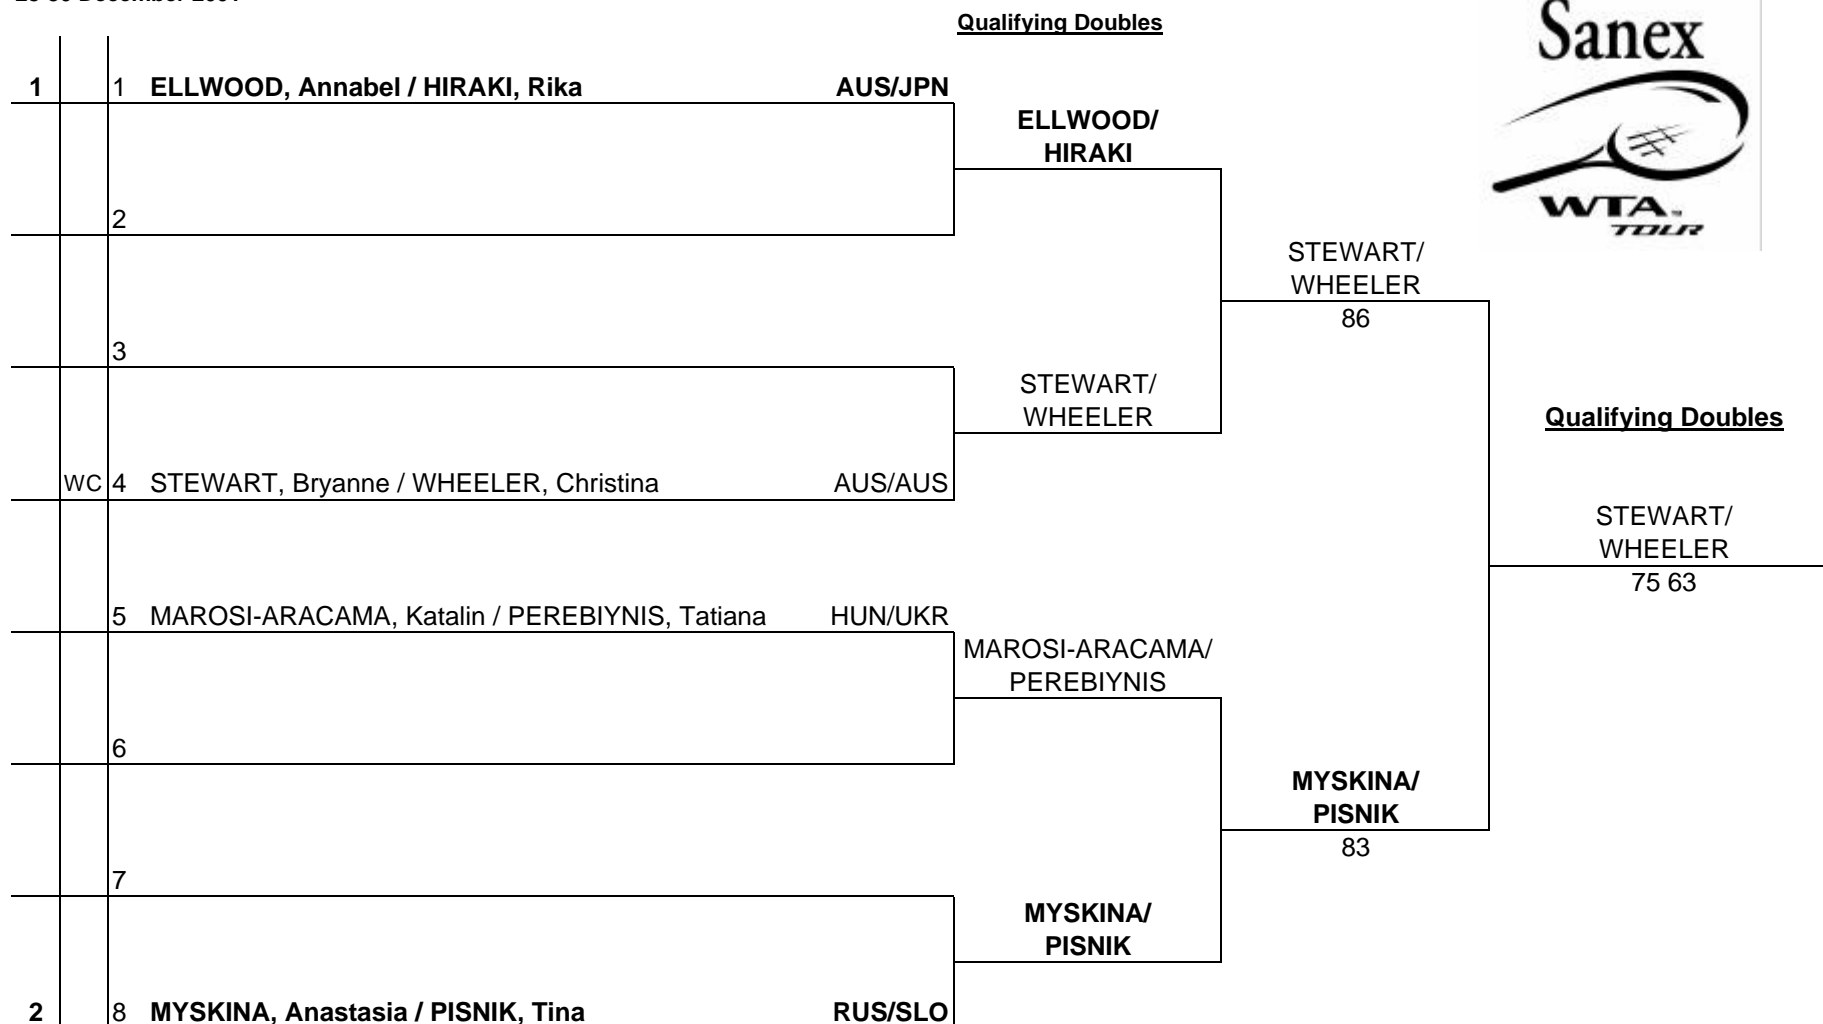 Qualifying Doubles
Sanex
WTA TOUR
1 1 ELLWOOD, Annabel / HIRAKI, Rika AUS/JPN
ELLWOOD/
HIRAKI
2
STEWART/
WHEELER
86
3
STEWART/
WHEELER
Qualifying Doubles
WC 4 STEWART, Bryanne / WHEELER, Christina AUS/AUS
STEWART/
WHEELER
75 63
5 MAROSI-ARACAMA, Katalin / PEREBIYNIS, Tatiana HUN/UKR
MAROSI-ARACAMA/
PEREBIYNIS
6
MYSKINA/
PISNIK
83
7
MYSKINA/
PISNIK
2 8 MYSKINA, Anastasia / PISNIK, Tina RUS/SLO